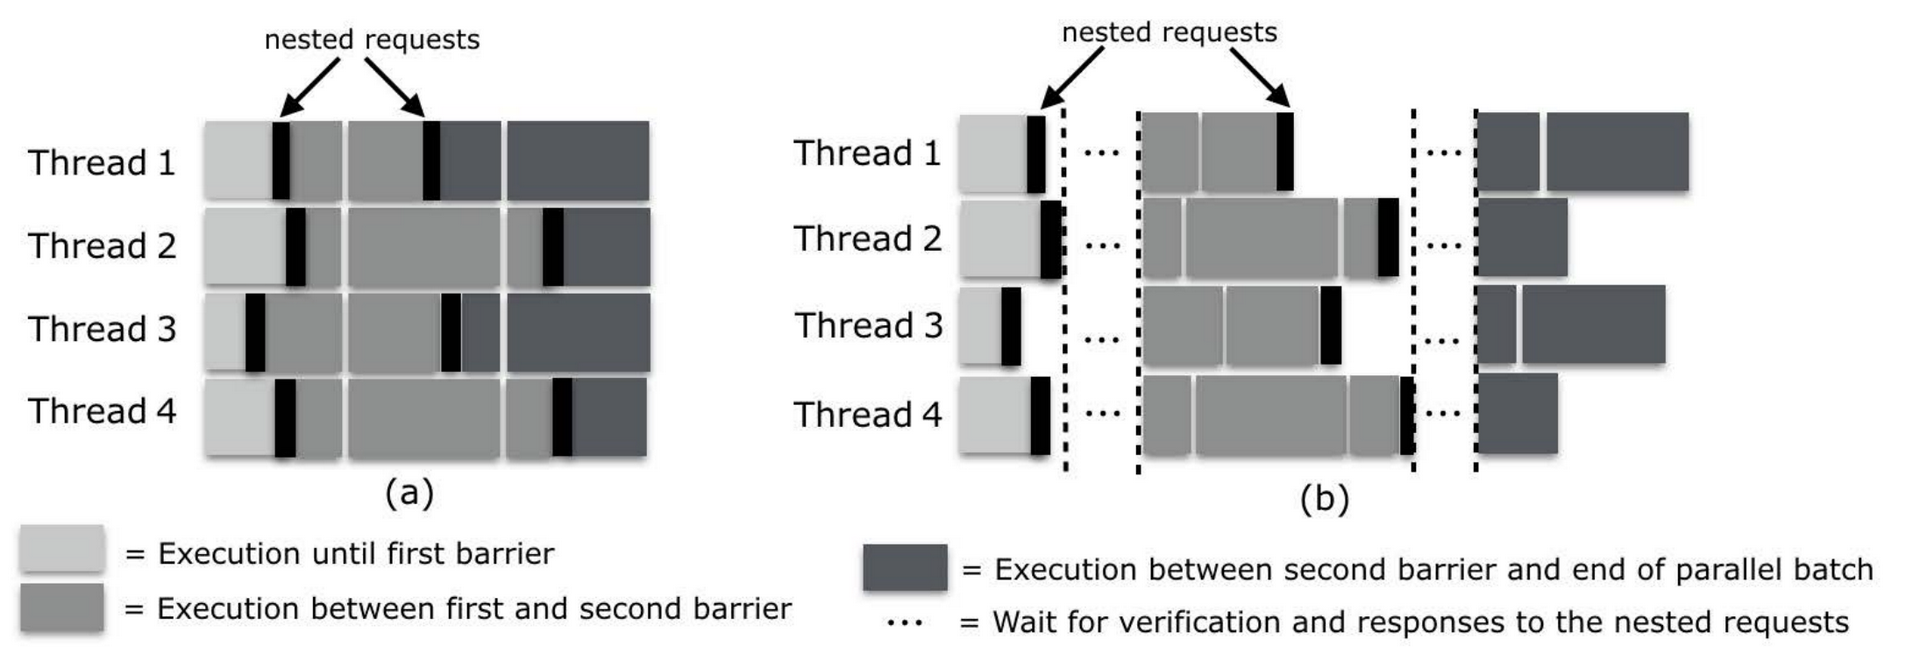 nested requests
Thread 1
Thread 2
Thread 3
Thread 4
(a)
nested requests
Thread 1
...
...
Thread 2
...
...
Thread 3
...
...
Thread 4
...
...
(b)
= Execution until first barrier
= Execution between first and second barrier
= Execution between second barrier and end of parallel batch
... = Wait for verification and responses to the nested requests